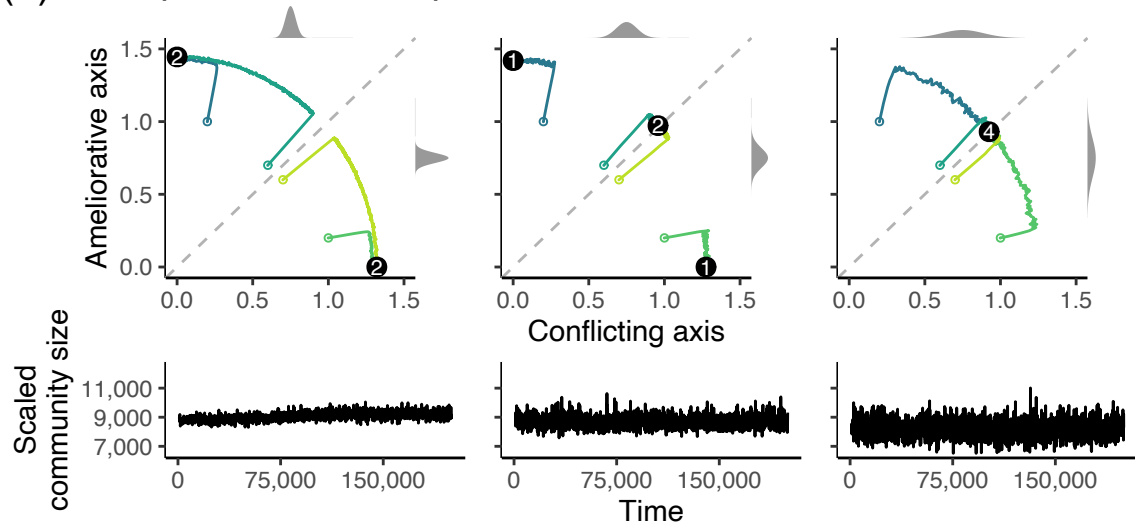 Ameliorative axis
1.5
1.0
0.5
0.0
2
2
1
2
1
4
0.0 0.5 1.0 1.5
0.0 0.5 1.0 1.5
0.0 0.5 1.0 1.5
Conflicting axis
Scaled
community size
11,000
9,000
7,000
0 75,000 150,000
0 75,000 150,000
0 75,000 150,000
Time